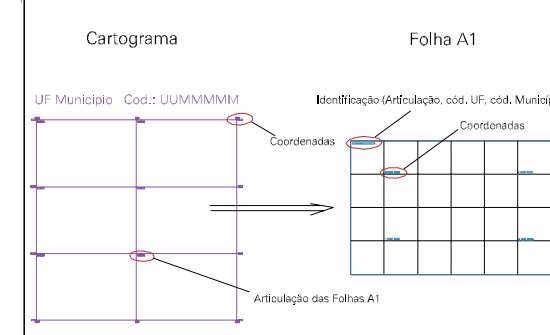 Cartograma
Folha A1
UF Municipio Cod.: UUMMMMM
Identificação (Articulação, cód. UF, cód. Municíp
Coordenadas
Coordenadas
Articulação das Folhas A1